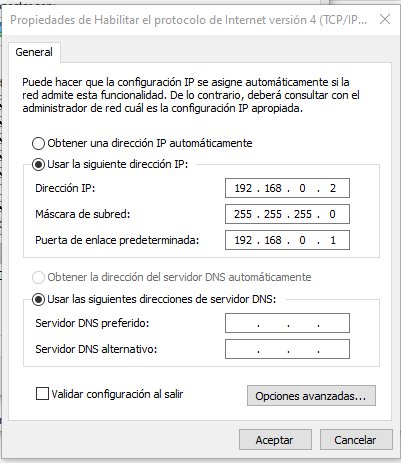 Propiedades de Habilitar el protocolo de Internet versión 4 (TCP/IP...
General
Puede hacer que la configuración IP se asigne automáticamente si la
red admite esta funcionalidad. De lo contrario, deberá consultar con el
administrador de red cuál es la configuración IP apropiada.
Obtener una dirección IP automáticamente
Usar la siguiente dirección IP:
Dirección IP: 192 . 168 . 0 . 2
Máscara de subred: 255 . 255 . 255 . 0
Puerta de enlace predeterminada: 192 . 168 . 0 . 1
Obtener la dirección del servidor DNS automáticamente
Usar las siguientes direcciones de servidor DNS:
Servidor DNS preferido: . . .
Servidor DNS alternativo: . . .
Validar configuración al salir
Opciones avanzadas...
Aceptar Cancelar